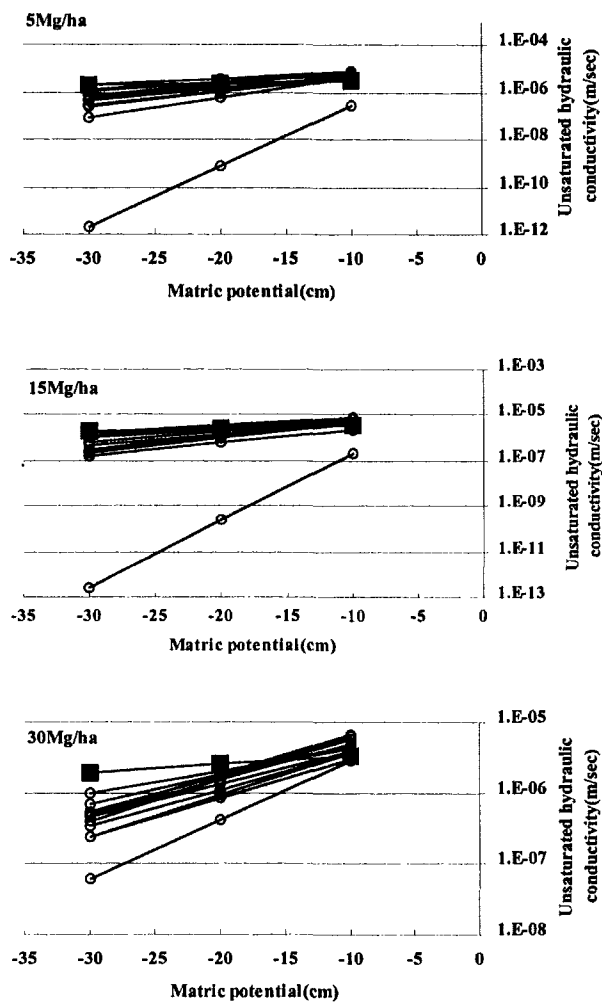 5Mg/ha
1.E-04
1.E-06
1.E-08
1.E-10
1.E-12
Unsaturated hydraulic
conductivity(m/sec)
-35 -30 -25 -20 -15 -10 -5 0
Matric potential(cm)
15Mg/ha
1.E-03
1.E-05
1.E-07
1.E-09
1.E-11
1.E-13
Unsaturated hydraulic
conductivity(m/sec)
-35 -30 -25 -20 -15 -10 -5 0
Matric potential(cm)
30Mg/ha
1.E-05
1.E-06
1.E-07
1.E-08
Unsaturated hydraulic
conductivity(m/sec)
-35 -30 -25 -20 -15 -10 -5 0
Matric potential(cm)